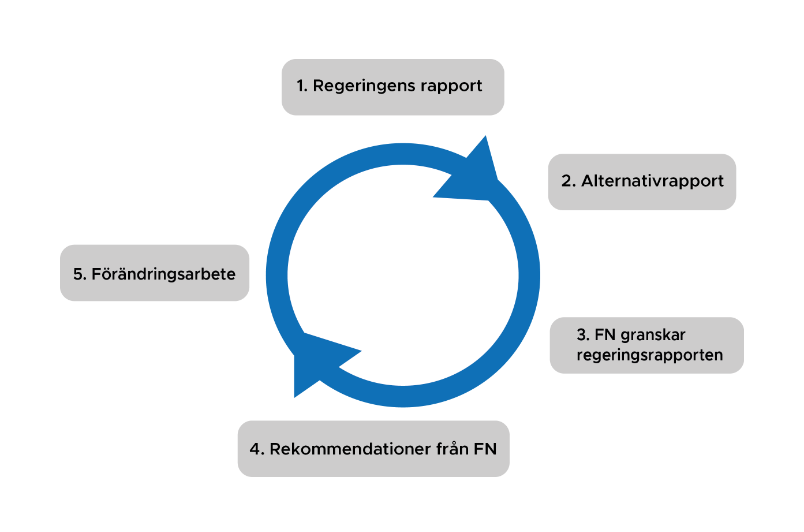 1. Regeringens rapport
2. Alternativrapport
3. FN granskar
regeringsrapporten
4. Rekommendationer från FN
5. Förändringsarbete